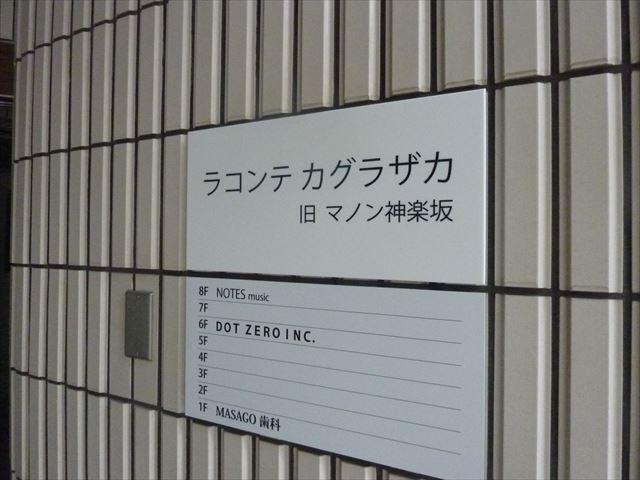 ラコンテ カグラザカ
旧 マノン神楽坂
8F NOTES music
7F
6F DOT ZERO INC.
5F
4F
3F
2F
1F MASAGO 歯科